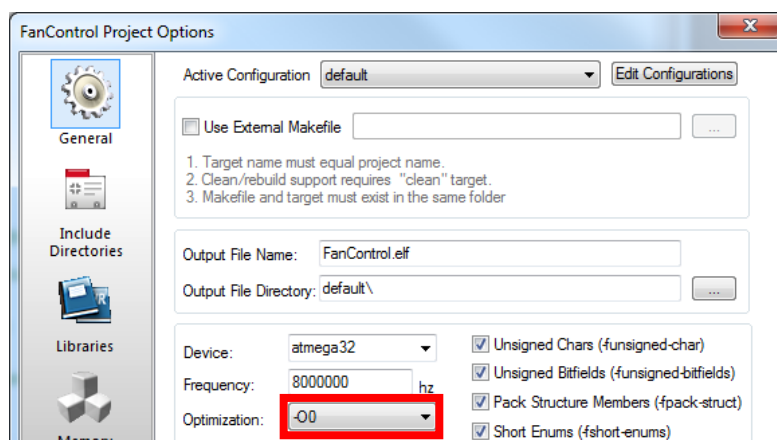 FanControl Project Options
General
Include
Directories
Libraries
Active Configuration default Edit Configurations
Use External Makefile ...
1. Target name must equal project name.
2. Clean/rebuild support requires "clean" target.
3. Makefile and target must exist in the same folder
Output File Name: FanControl.elf
Output File Directory: default\ ...
Device: atmega32
Frequency: 8000000 hz
Optimization: -O0
Unsigned Chars (-funsigned-char)
Unsigned Bitfields (-funsigned-bitfields)
Pack Structure Members (-fpack-struct)
Short Enums (-fshort-enums)